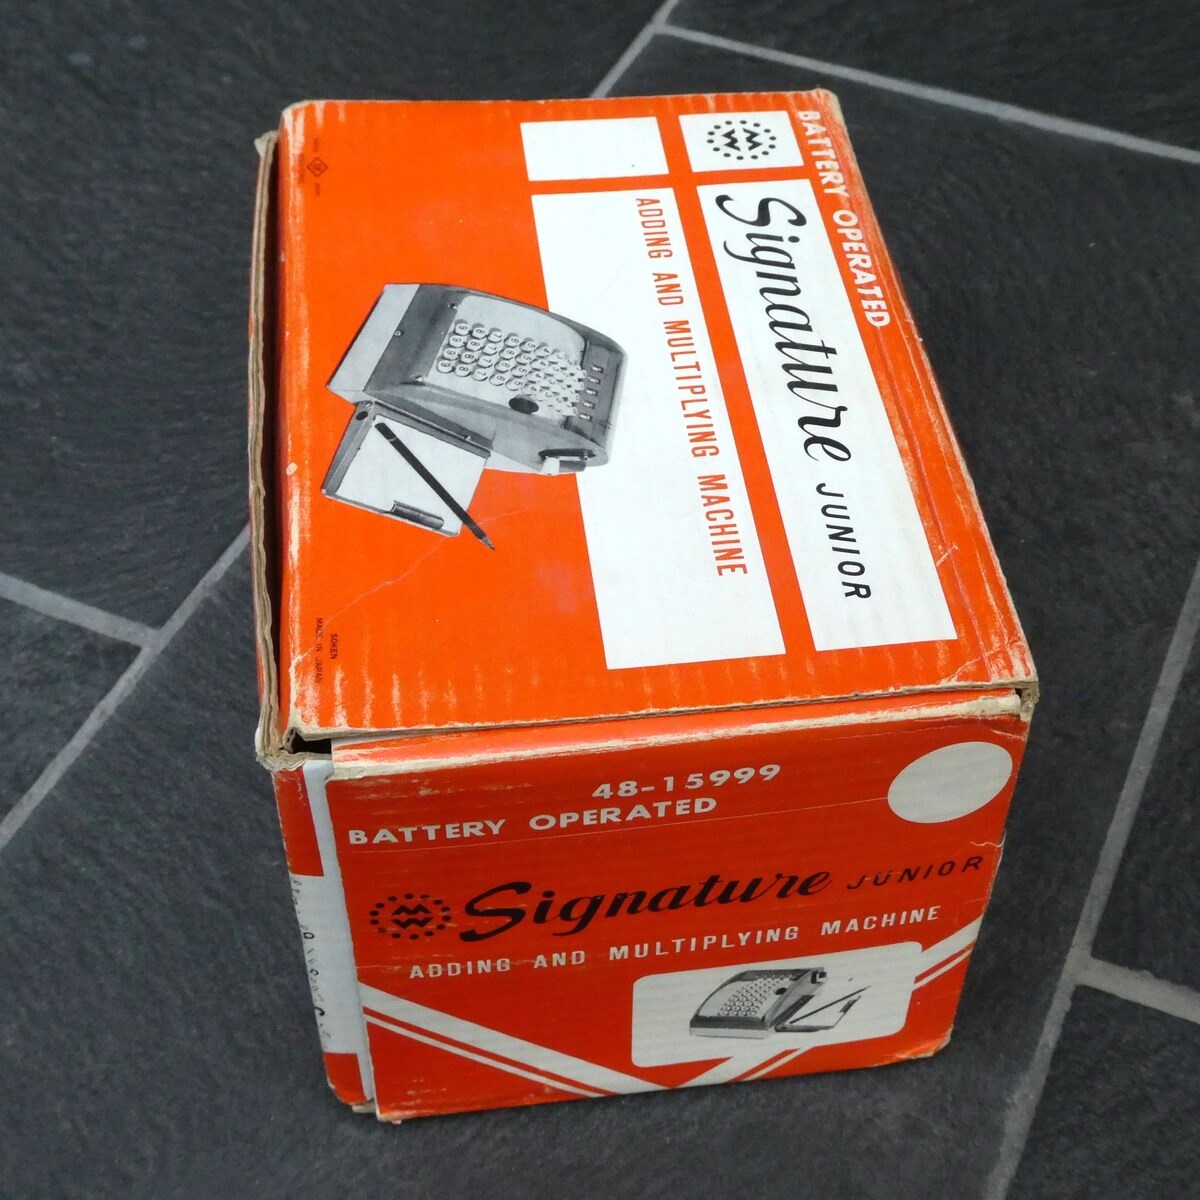 BATTERY OPERATED
Signature JUNIOR
ADDING AND MULTIPLYING MACHINE
SOKEN
MADE IN JAPAN
48-15999
BATTERY OPERATED
Signature JUNIOR
ADDING AND MULTIPLYING MACHINE